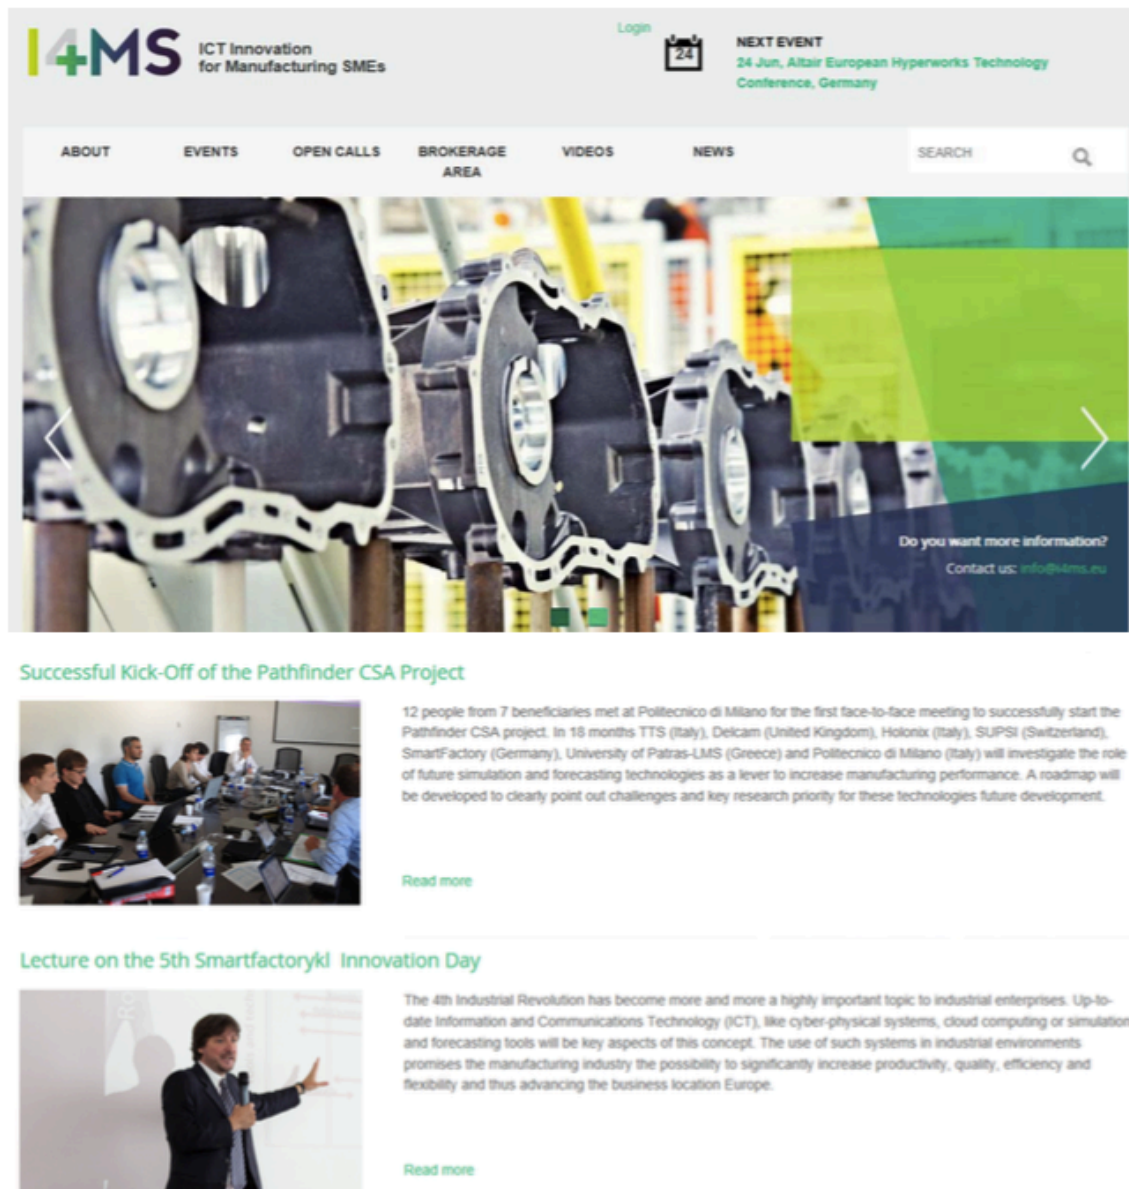 I4MS
ICT Innovation
for Manufacturing SMEs
Login
24
NEXT EVENT
24 Jun, Altair European Hyperworks Technology
Conference, Germany
ABOUT
EVENTS
OPEN CALLS
BROKERAGE
AREA
VIDEOS
NEWS
SEARCH
Do you want more information?
Contact us: info@i4ms.eu
Successful Kick-Off of the Pathfinder CSA Project
12 people from 7 beneficiaries met at Politecnico di Milano for the first face-to-face meeting to successfully start the
Pathfinder CSA project. In 18 months TTS (Italy), Delcam (United Kingdom), Holonix (Italy), SUPSI (Switzerland),
SmartFactory (Germany), University of Patras-LMS (Greece) and Politecnico di Milano (Italy) will investigate the role
of future simulation and forecasting technologies as a lever to increase manufacturing performance. A roadmap will
be developed to clearly point out challenges and key research priority for these technologies future development.
Read more
Lecture on the 5th Smartfactorykl Innovation Day
The 4th Industrial Revolution has become more and more a highly important topic to industrial enterprises. Up-to-
date Information and Communications Technology (ICT), like cyber-physical systems, cloud computing or simulation
and forecasting tools will be key aspects of this concept. The use of such systems in industrial environments
promises the manufacturing industry the possibility to significantly increase productivity, quality, efficiency and
flexibility and thus advancing the business location Europe.
Read more